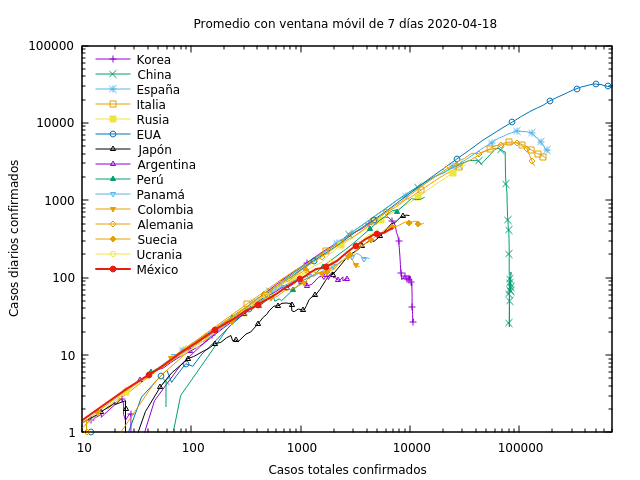 Promedio con ventana móvil de 7 días 2020-04-18
100000
10000
1000
100
10
1
Casos diarios confirmados
Korea
China
España
Italia
Rusia
EUA
Japón
Argentina
Perú
Panamá
Colombia
Alemania
Suecia
Ucrania
México
10 100 1000 10000 100000
Casos totales confirmados